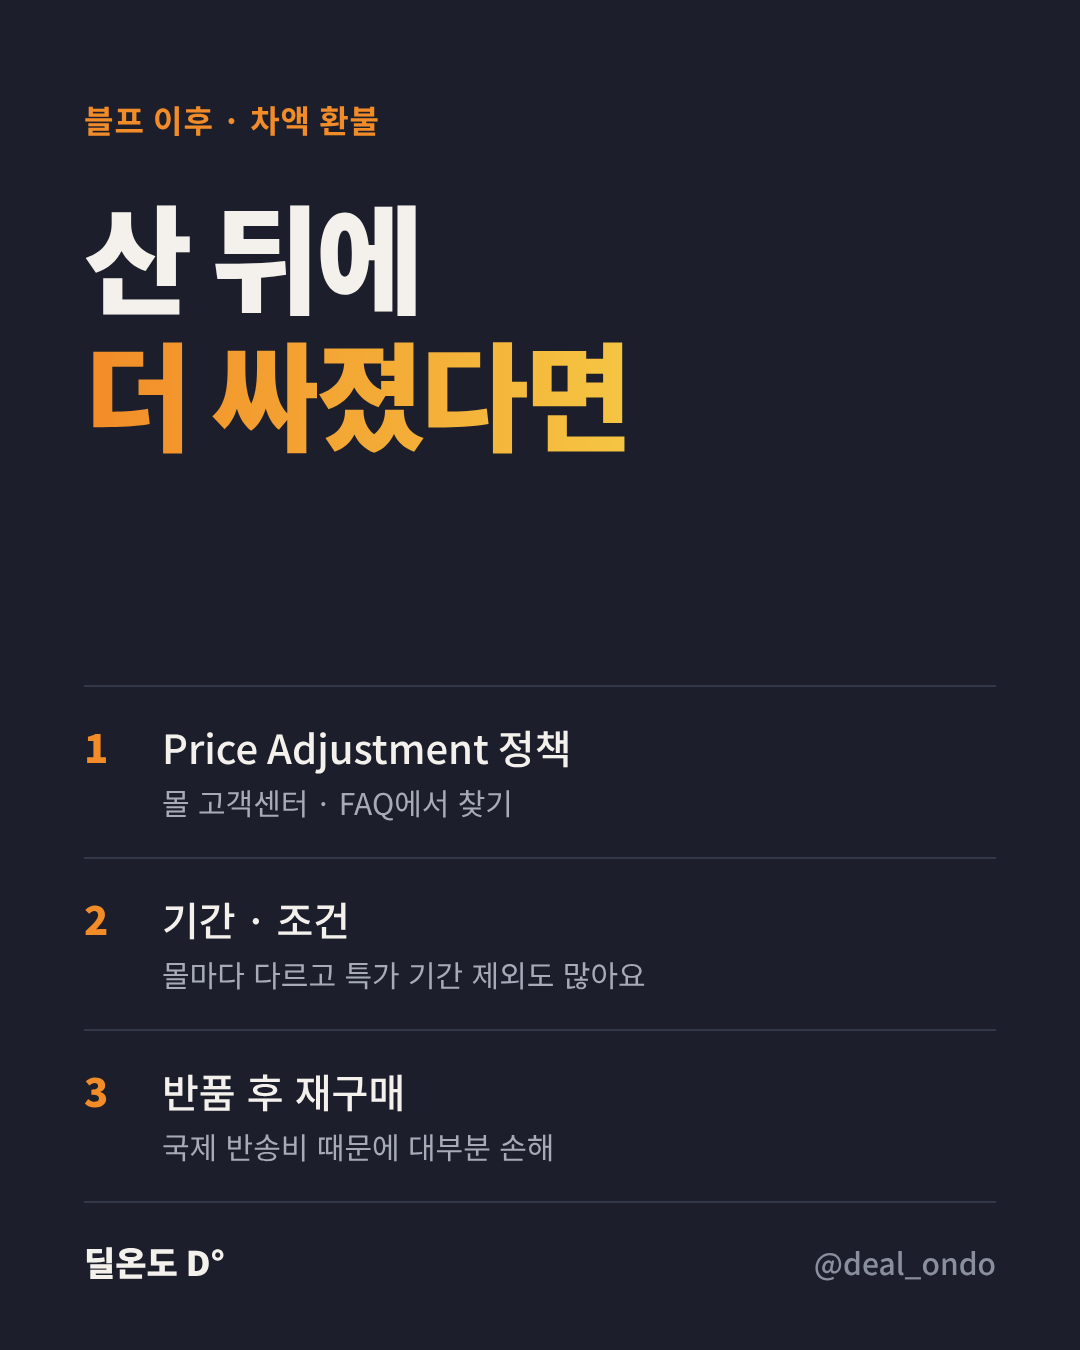 블프 이후 · 차액 환불
산 뒤에
더 싸졌다면
1 Price Adjustment 정책
몰 고객센터 · FAQ에서 찾기
2 기간 · 조건
몰마다 다르고 특가 기간 제외도 많아요
3 반품 후 재구매
국제 반송비 때문에 대부분 손해
딜온도 D°
@deal_ondo